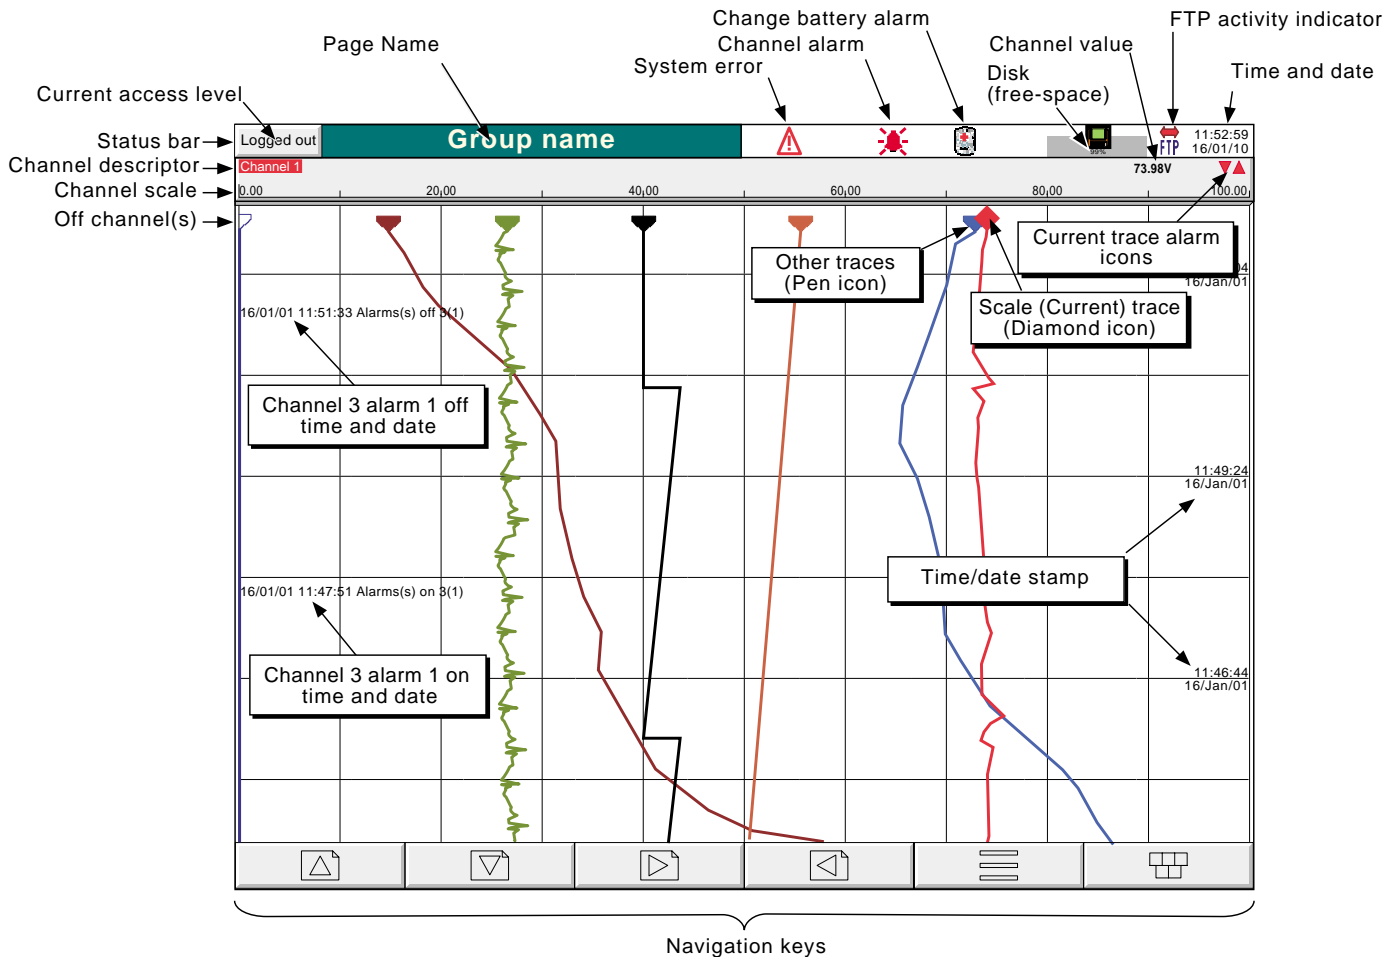 Change battery alarm
FTP activity indicator
Page Name
Channel alarm
Channel value
System error
Disk
(free-space)
Time and date
Current access level
Status bar
Logged out
Group name
99%
FTP
11:52:59
16/01/10
Channel descriptor
Channel 1
73.98V
Channel scale
0.00
20.00
40.00
60.00
80.00
100.00
Off channel(s)
Current trace alarm
icons
Other traces
(Pen icon)
04
16/Jan/01
Scale (Current) trace
(Diamond icon)
16/01/01 11:51:33 Alarms(s) off 3(1)
Channel 3 alarm 1 off
time and date
11:49:24
16/Jan/01
Time/date stamp
16/01/01 11:47:51 Alarms(s) on 3(1)
Channel 3 alarm 1 on
time and date
11:46:44
16/Jan/01
Navigation keys